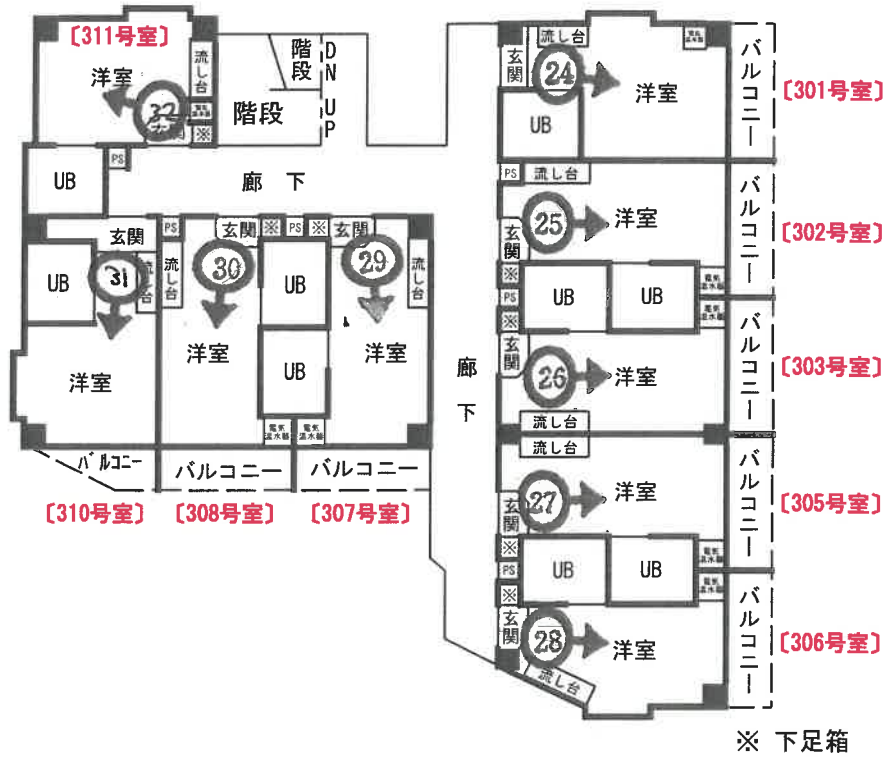 〔311号室〕
洋室
流し台
32
電気温水器
玄関
※
階段
DN
階段
UP
UB
PS
廊下
玄関
UB
31
流し台
洋室
バルコニー
〔310号室〕
PS
玄関
※
流し台
30
UB
洋室
電気温水器
バルコニー
〔308号室〕
PS
※
玄関
29
流し台
UB
洋室
電気温水器
バルコニー
〔307号室〕
廊下
流し台
電気温水器
玄関
24
洋室
UB
バルコニー
〔301号室〕
PS
流し台
25
洋室
玄関
※
UB
電気温水器
バルコニー
〔302号室〕
PS
※
UB
電気温水器
玄関
26
洋室
流し台
バルコニー
〔303号室〕
流し台
洋室
玄関
27
※
UB
電気温水器
バルコニー
〔305号室〕
PS
※
UB
電気温水器
玄関
28
洋室
流し台
バルコニー
〔306号室〕
※ 下足箱